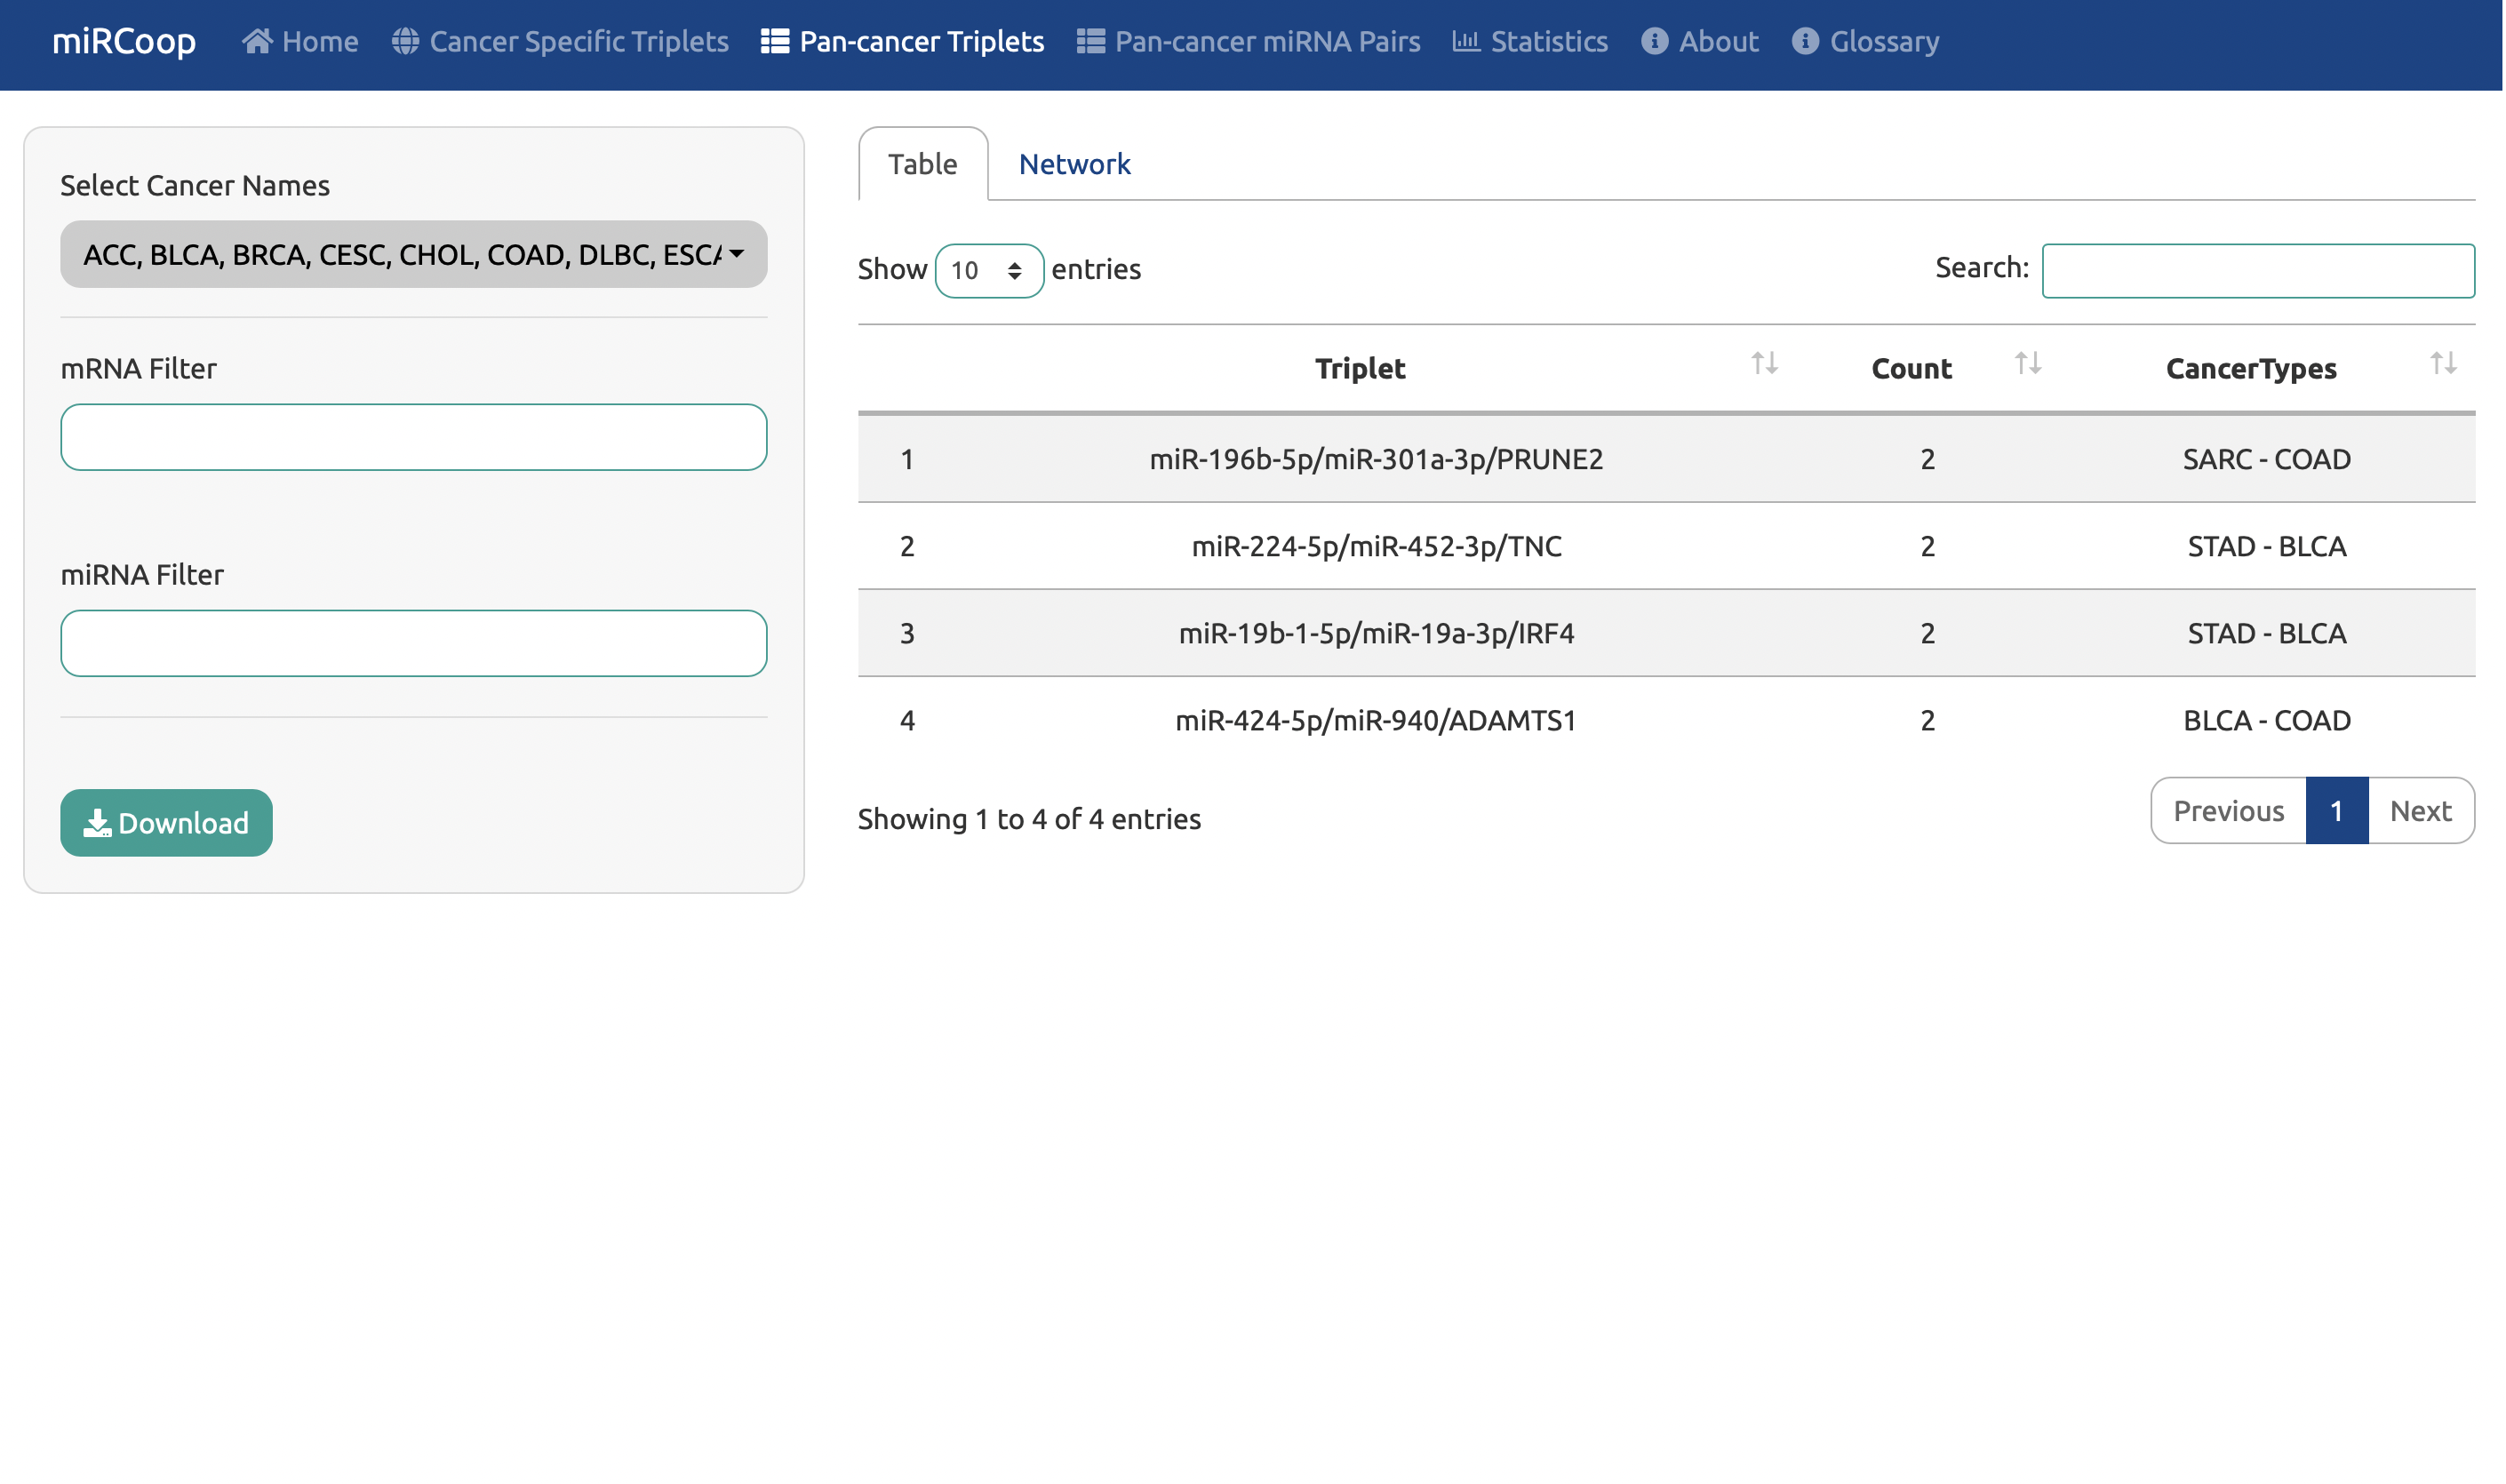 miRCoop Home Cancer Specific Triplets Pan-cancer Triplets Pan-cancer miRNA Pairs Statistics About Glossary
Select Cancer Names
ACC, BLCA, BRCA, CESC, CHOL, COAD, DLBC, ESCA
mRNA Filter
miRNA Filter
Download
Table Network
Show 10 entries Search:
Triplet Count CancerTypes
1 miR-196b-5p/miR-301a-3p/PRUNE2 2 SARC - COAD
2 miR-224-5p/miR-452-3p/TNC 2 STAD - BLCA
3 miR-19b-1-5p/miR-19a-3p/IRF4 2 STAD - BLCA
4 miR-424-5p/miR-940/ADAMTS1 2 BLCA - COAD
Showing 1 to 4 of 4 entries Previous 1 Next